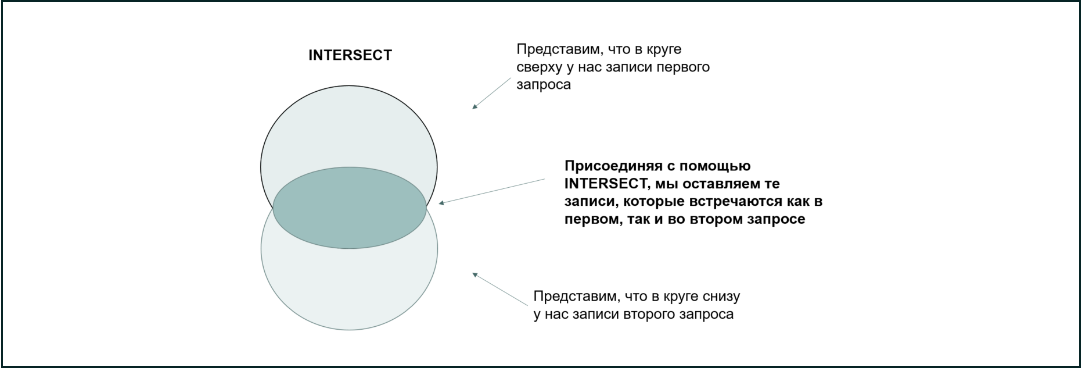 INTERSECT
Представим, что в круге
сверху у нас записи первого
запроса
Присоединяя с помощью
INTERSECT, мы оставляем те
записи, которые встречаются как в
первом, так и во втором запросе
Представим, что в круге снизу
у нас записи второго запроса